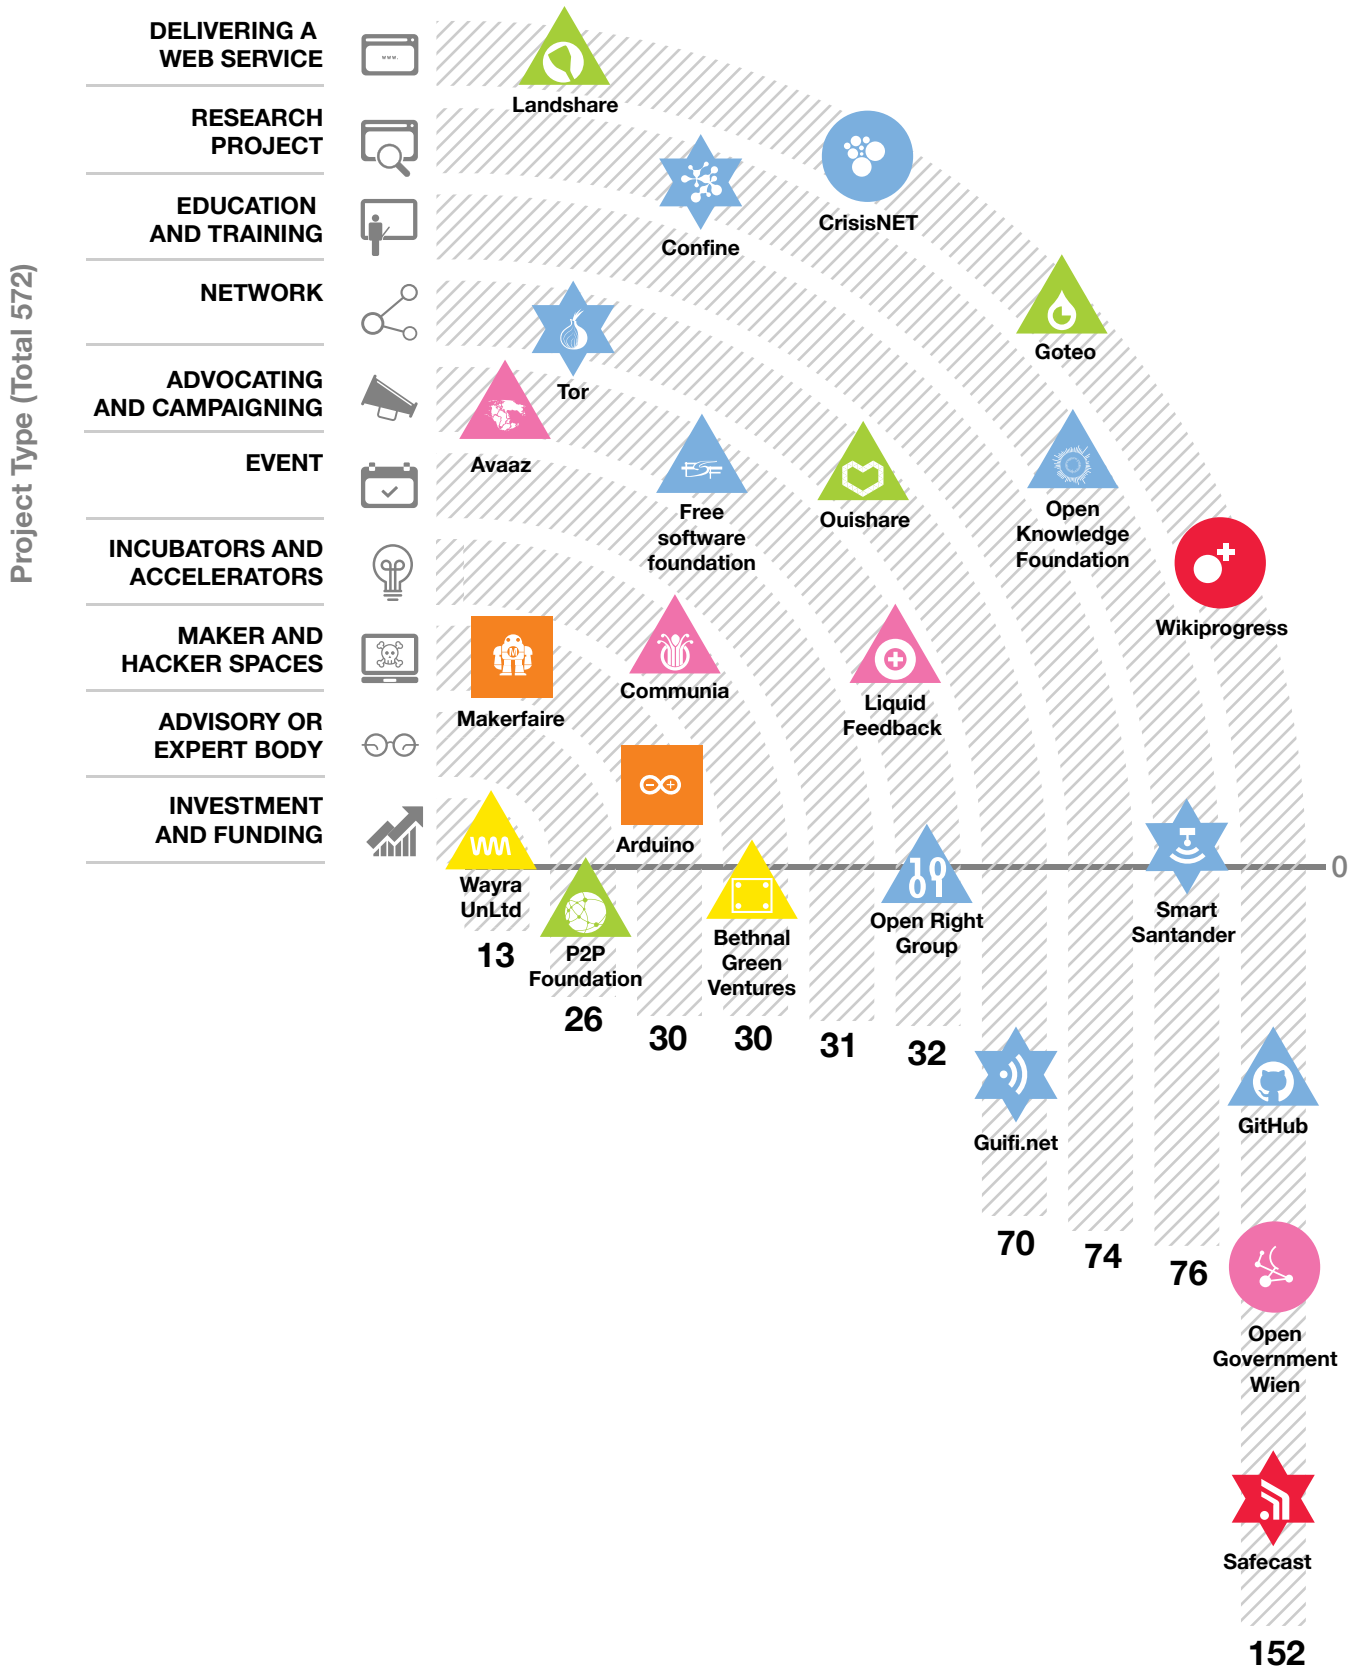 Project Type (Total 572)
DELIVERING A
WEB SERVICE
www.
RESEARCH
PROJECT
EDUCATION
AND TRAINING
NETWORK
ADVOCATING
AND CAMPAIGNING
EVENT
INCUBATORS AND
ACCELERATORS
MAKER AND
HACKER SPACES
ADVISORY OR
EXPERT BODY
INVESTMENT
AND FUNDING
Landshare
CrisisNET
Confine
Goteo
Tor
Avaaz
FSF
Free
software
foundation
Ouishare
Open
Knowledge
Foundation
Wikiprogress
M
Makerfaire
Communia
Liquid
Feedback
Arduino
0
Wayra
UnLtd
13
P2P
Foundation
26
30
Bethnal
Green
Ventures
30
31
10
01
Open Right
Group
32
Smart
Santander
Guifi.net
70
74
76
GitHub
Open
Government
Wien
Safecast
152